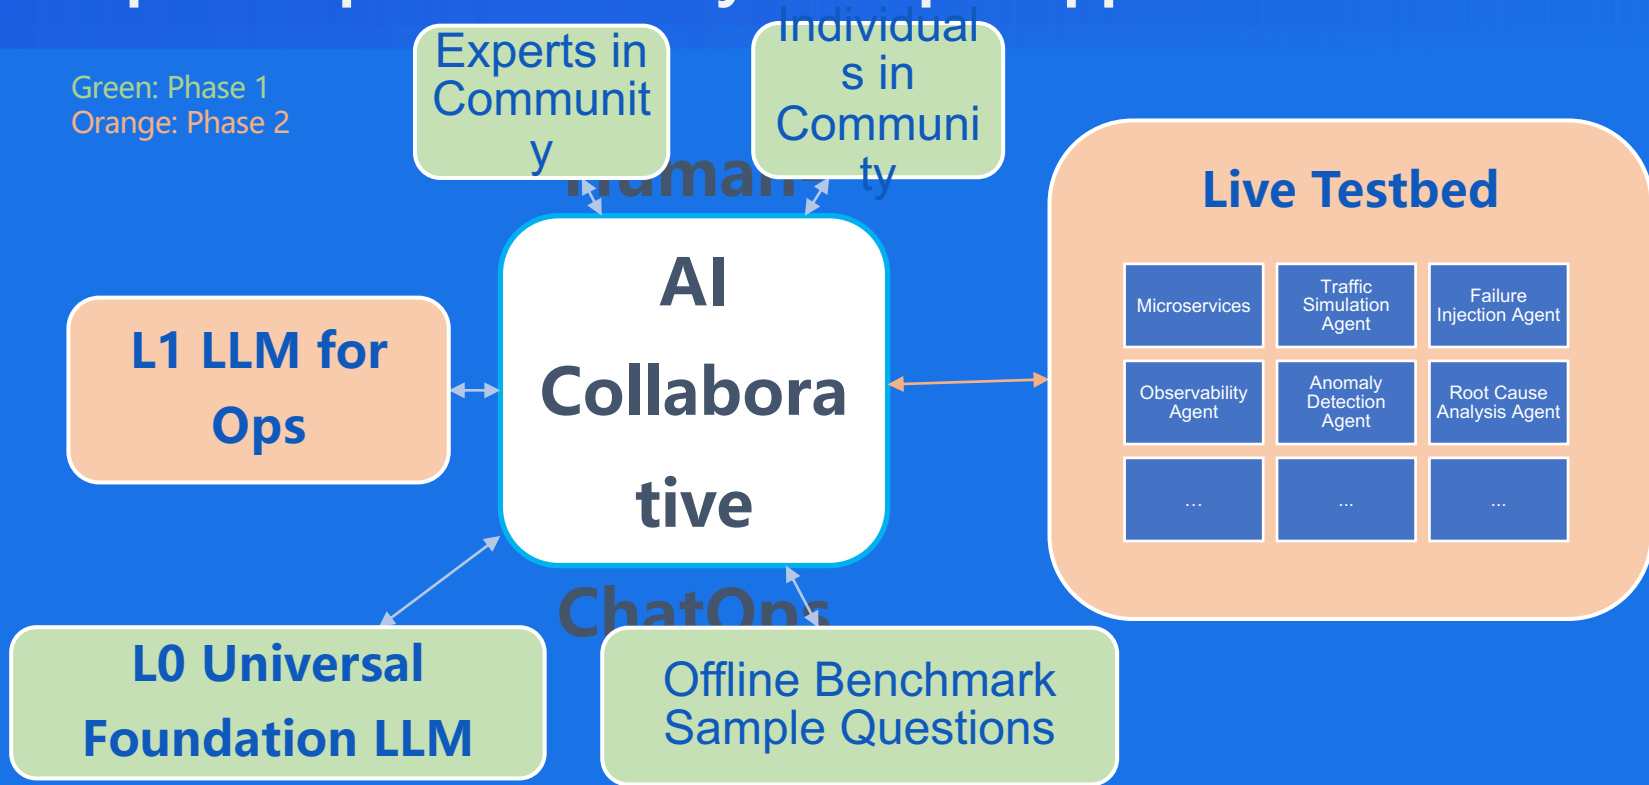 Green: Phase 1
Orange: Phase 2
Experts in
Communit
y
Individual
s in
Communi
ty
Human-
AI
Collabora
tive
ChatOps
Live Testbed
Microservices
Traffic
Simulation
Agent
Failure
Injection Agent
Observability
Agent
Anomaly
Detection
Agent
Root Cause
Analysis Agent
...
...
...
L1 LLM for
Ops
L0 Universal
Foundation LLM
Offline Benchmark
Sample Questions